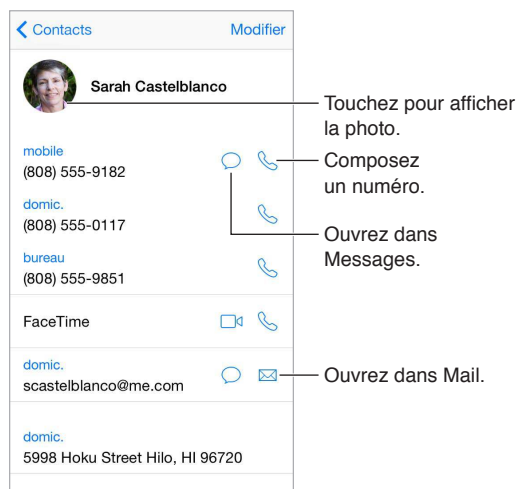 Contacts
Modifier
Sarah Castelblanco
Touchez pour afficher
la photo.
mobile
(808) 555-9182
Composez
un numéro.
domic.
(808) 555-0117
Ouvrez dans
Messages.
bureau
(808) 555-9851
FaceTime
domic.
scastelblanco@me.com
Ouvrez dans Mail.
domic.
5998 Hoku Street Hilo, HI 96720